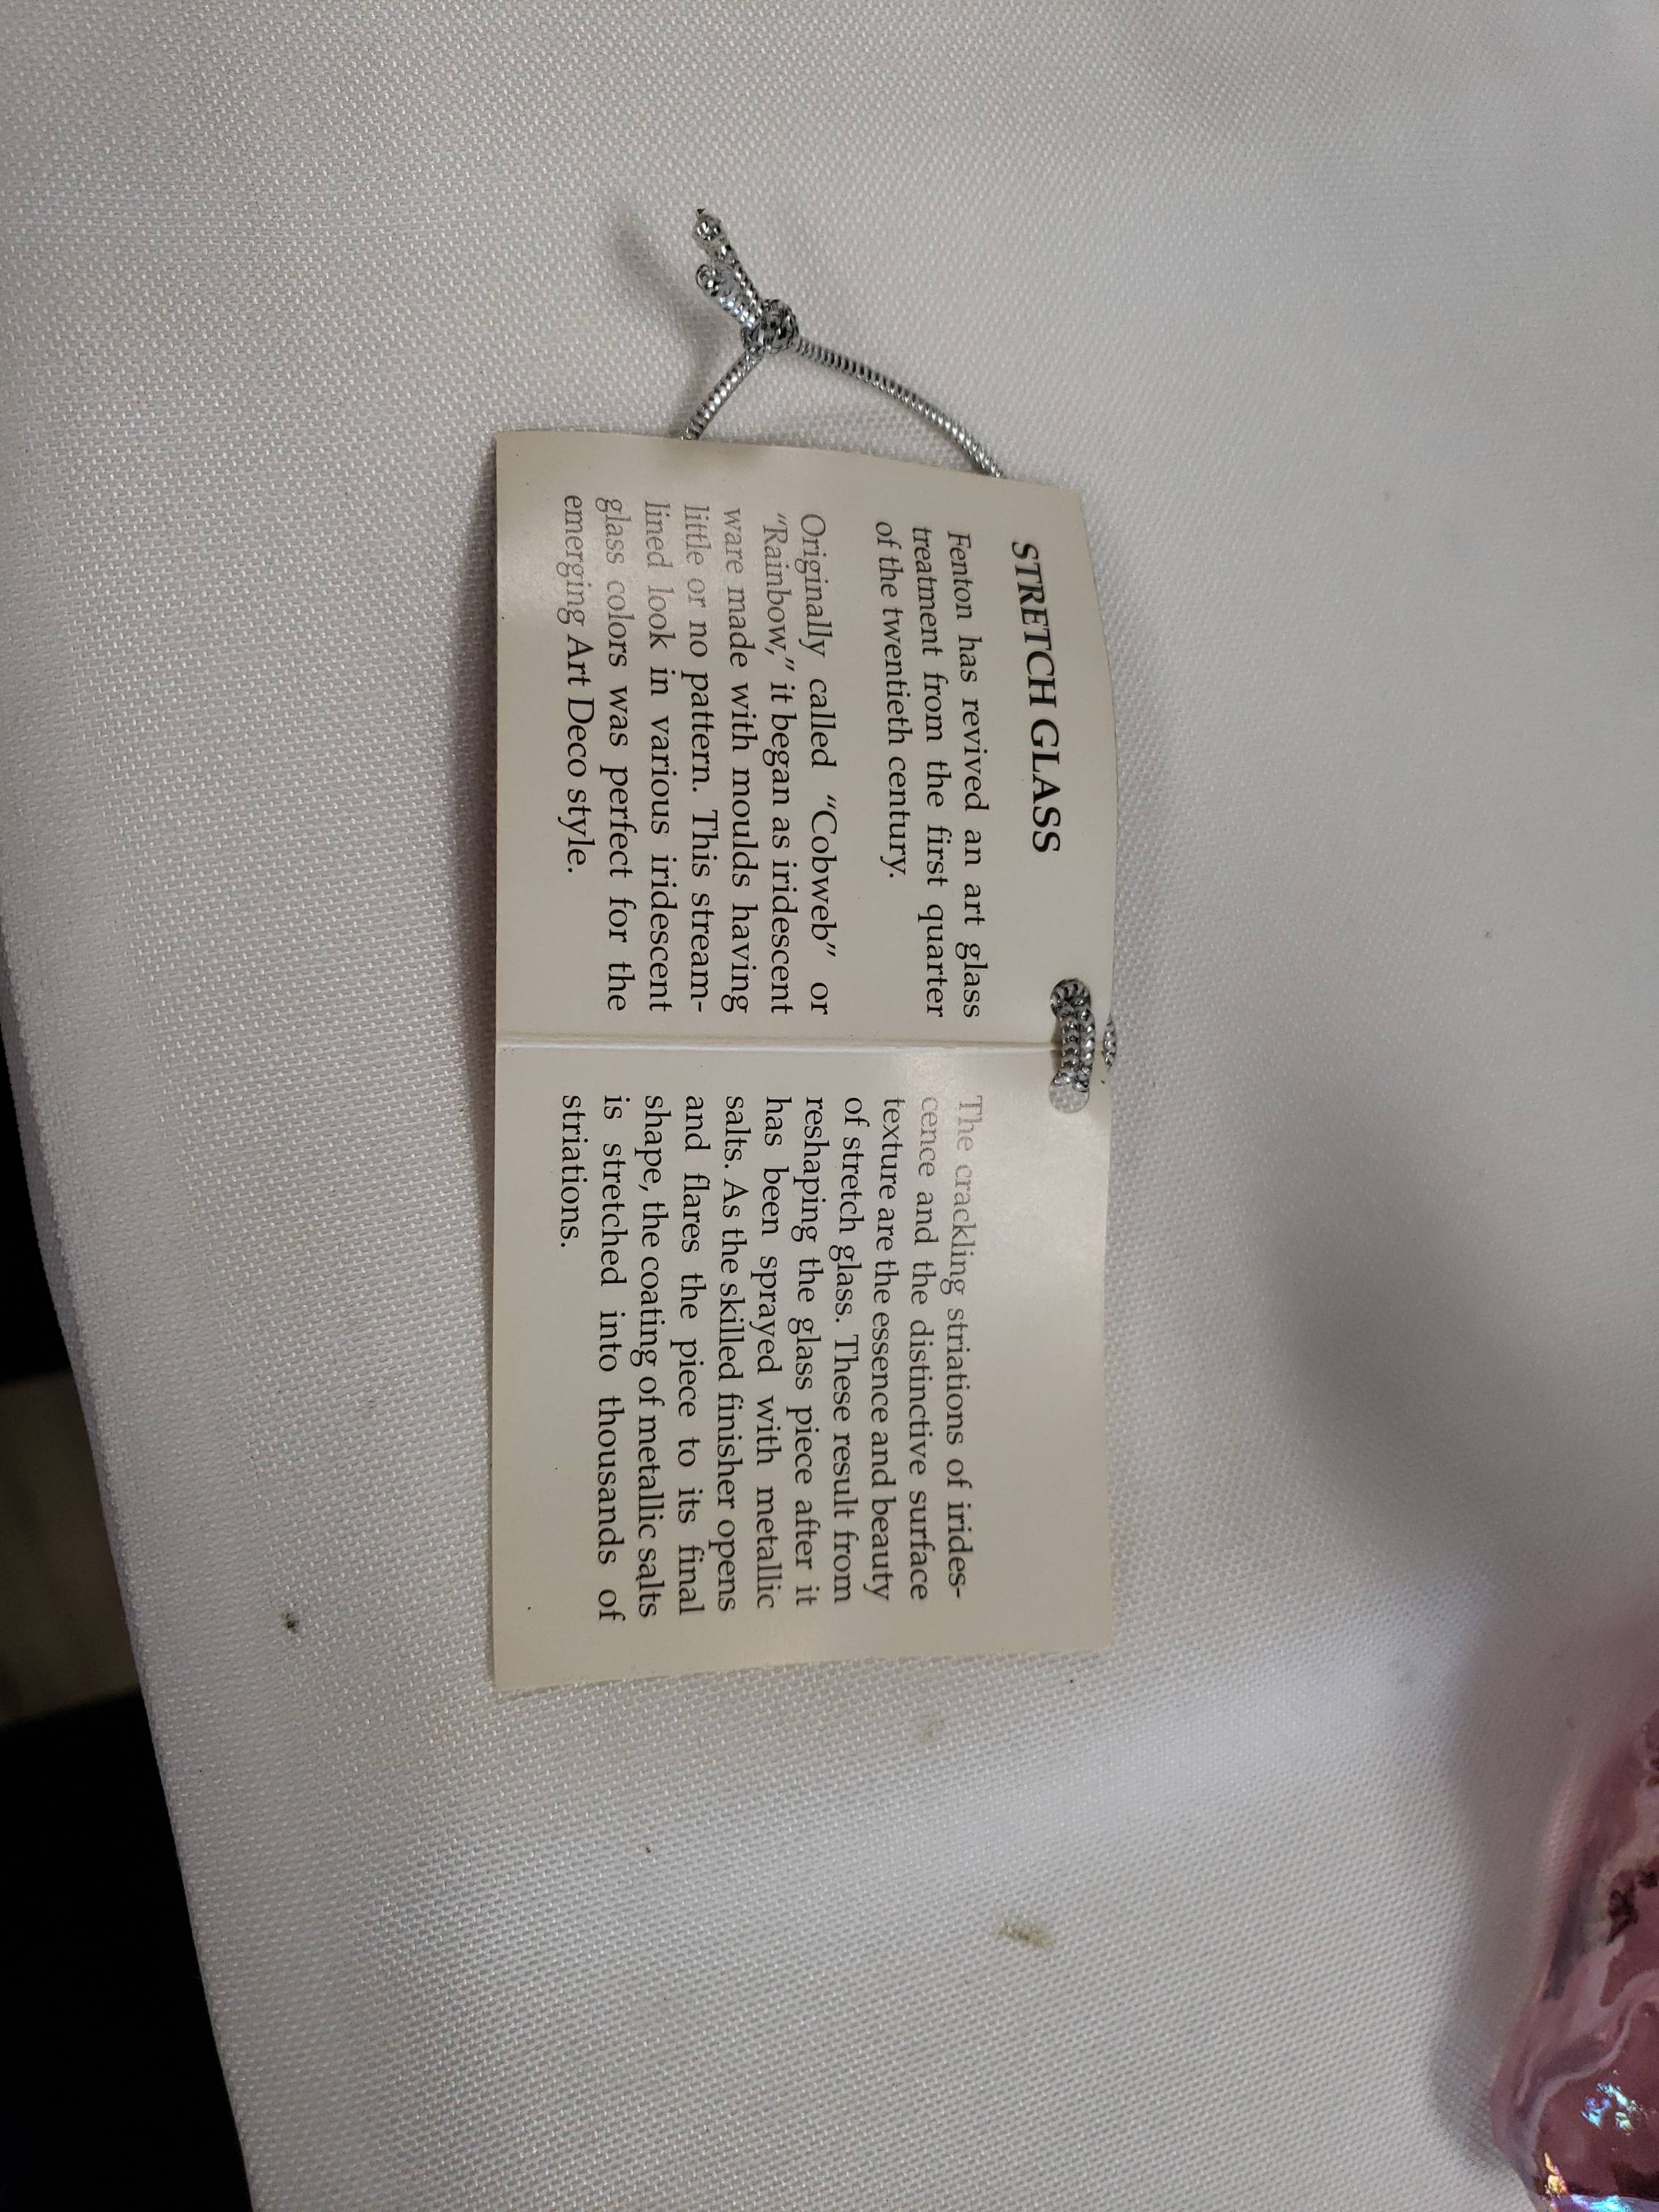 STRETCH GLASS
Fenton has revived an art glass
treatment from the first quarter
of the twentieth century.
Originally called "Cobweb" or
"Rainbow," it began as iridescent
ware made with moulds having
little or no pattern. This stream-
lined look in various iridescent
glass colors was perfect for the
emerging Art Deco style.
The crackling striations of irides-
cence and the distinctive surface
texture are the essence and beauty
of stretch glass. These result from
reshaping the glass piece after it
has been sprayed with metallic
salts. As the skilled finisher opens
and flares the piece to its final
shape, the coating of metallic salts
is stretched into thousands of
striations.